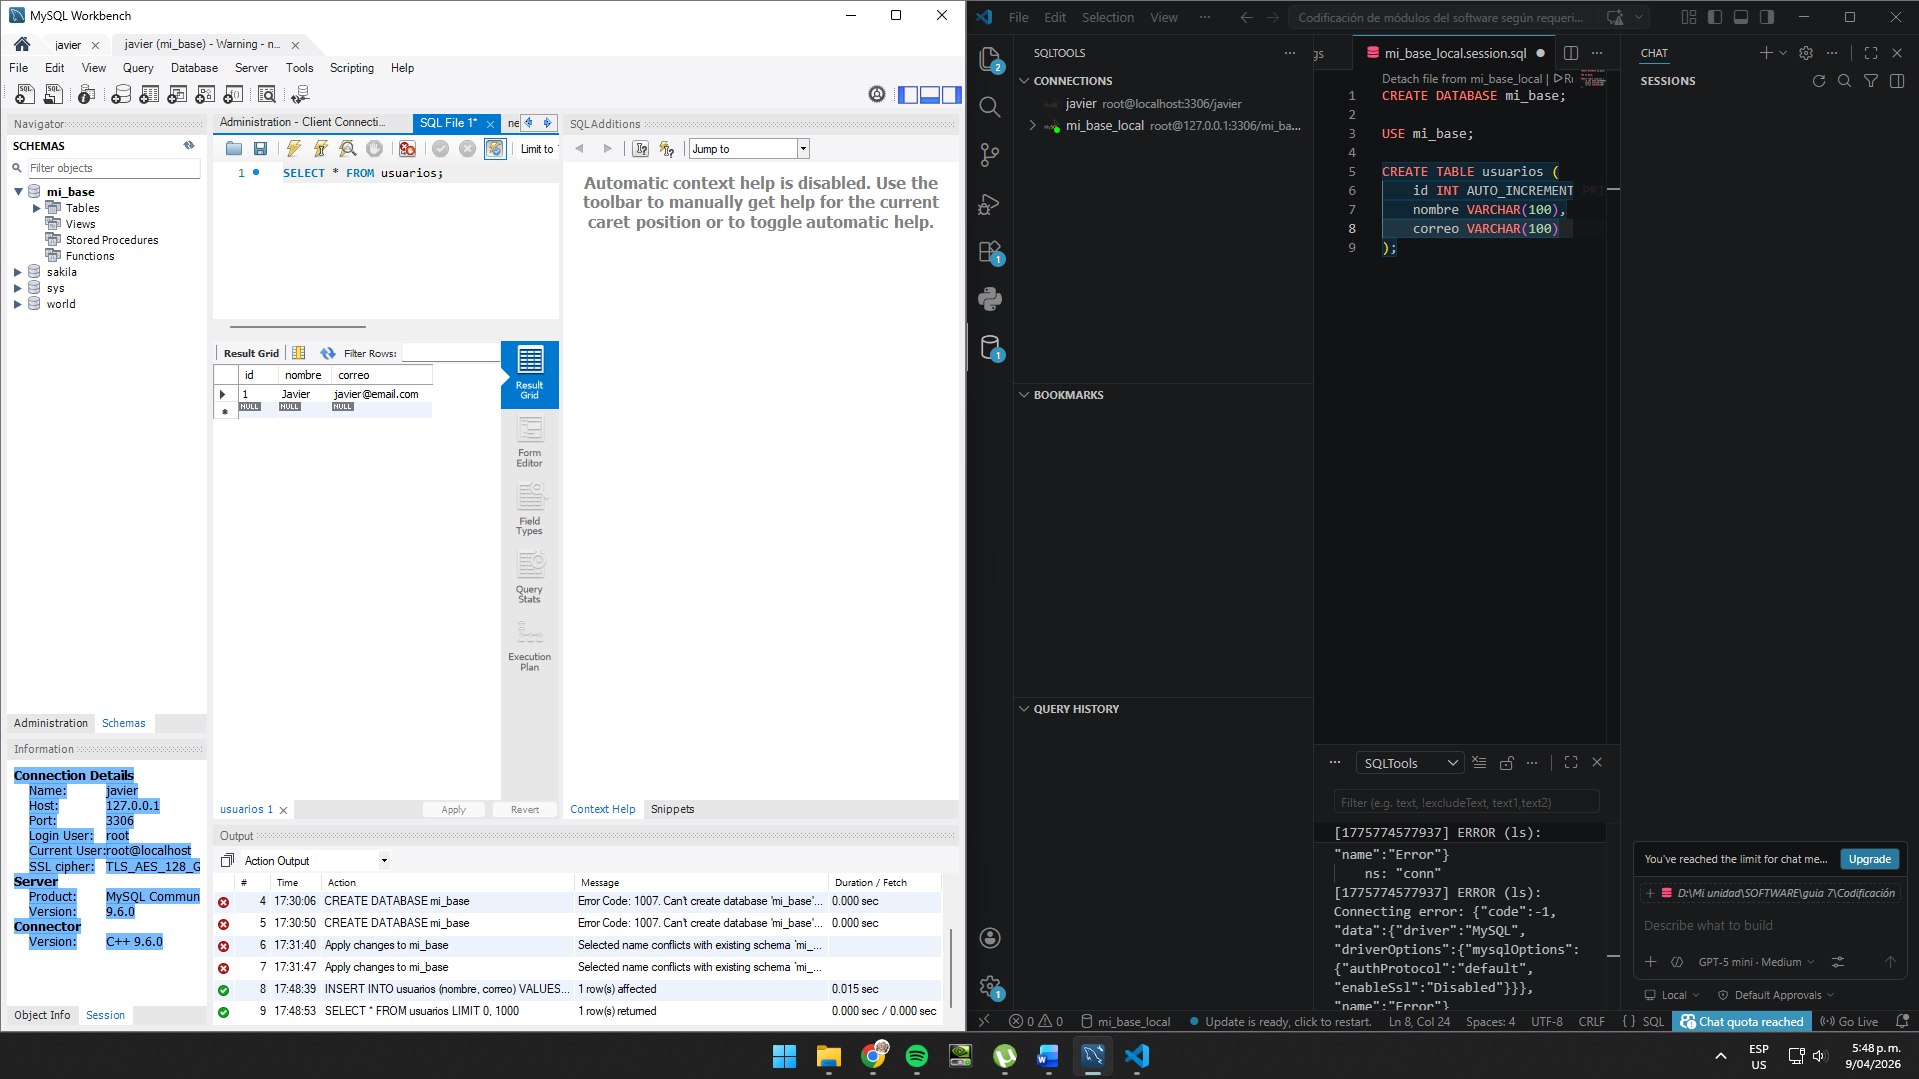 MySQL Workbench
javier
javier (mi_base) - Warning - n...
File Edit View Query Database Server Tools Scripting Help
Navigator
SCHEMAS
Filter objects
mi_base
Tables
Views
Stored Procedures
Functions
sakila
sys
world
Administration Schemas
Information
Connection Details
Name: javier
Host: 127.0.0.1
Port: 3306
Login User: root
Current User: root@localhost
SSL cipher: TLS_AES_128_G
Server
Product: MySQL Commun
Version: 9.6.0
Connector
Version: C++ 9.6.0
Object Info Session
Administration - Client Connecti...
SQL File 1*
ne
Limit to
1 SELECT * FROM usuarios;
Result Grid
Filter Rows:
id nombre correo
1 Javier javier@email.com
NULL NULL NULL
Result Grid
Form Editor
Field Types
Query Stats
Execution Plan
usuarios 1
Apply Revert
SQLAdditions
Jump to
Automatic context help is disabled. Use the
toolbar to manually get help for the current
caret position or to toggle automatic help.
Context Help Snippets
Output
Action Output
# Time Action Message Duration / Fetch
4 17:30:06 CREATE DATABASE mi_base Error Code: 1007. Can't create database 'mi_base'... 0.000 sec
5 17:30:50 CREATE DATABASE mi_base Error Code: 1007. Can't create database 'mi_base'... 0.000 sec
6 17:31:40 Apply changes to mi_base Selected name conflicts with existing schema 'mi_...
7 17:31:47 Apply changes to mi_base Selected name conflicts with existing schema 'mi_...
8 17:48:39 INSERT INTO usuarios (nombre, correo) VALUES... 1 row(s) affected 0.015 sec
9 17:48:53 SELECT * FROM usuarios LIMIT 0, 1000 1 row(s) returned 0.000 sec / 0.000 sec
File Edit Selection View ···
Codificación de módulos del software según requeri...
SQLTOOLS
CONNECTIONS
javier root@localhost:3306/javier
mi_base_local root@127.0.0.1:3306/mi_ba...
BOOKMARKS
QUERY HISTORY
2
1
1
1
gs
mi_base_local.session.sql
Detach file from mi_base_local |
1 CREATE DATABASE mi_base;
2
3 USE mi_base;
4
5 CREATE TABLE usuarios (
6 id INT AUTO_INCREMENT PRI
7 nombre VARCHAR(100),
8 correo VARCHAR(100)
9 );
SQLTools
Filter (e.g. text, !excludeText, text1,text2)
[1775774577937] ERROR (ls):
"name":"Error"}
ns: "conn"
[1775774577937] ERROR (ls):
Connecting error: {"code":-1,
"data":{"driver":"MySQL",
"driverOptions":{"mysqlOptions":
{"authProtocol":"default",
"enableSsl":"Disabled"}}},
"name":"Error"}
CHAT
SESSIONS
You've reached the limit for chat me...
Upgrade
D:\Mi unidad\SOFTWARE\guia 7\Codificación
Describe what to build
GPT-5 mini · Medium
Local Default Approvals
0 0 mi_base_local Update is ready, click to restart. Ln 8, Col 24 Spaces: 4 UTF-8 CRLF { } SQL Chat quota reached Go Live
ESP
US
5:48 p. m.
9/04/2026